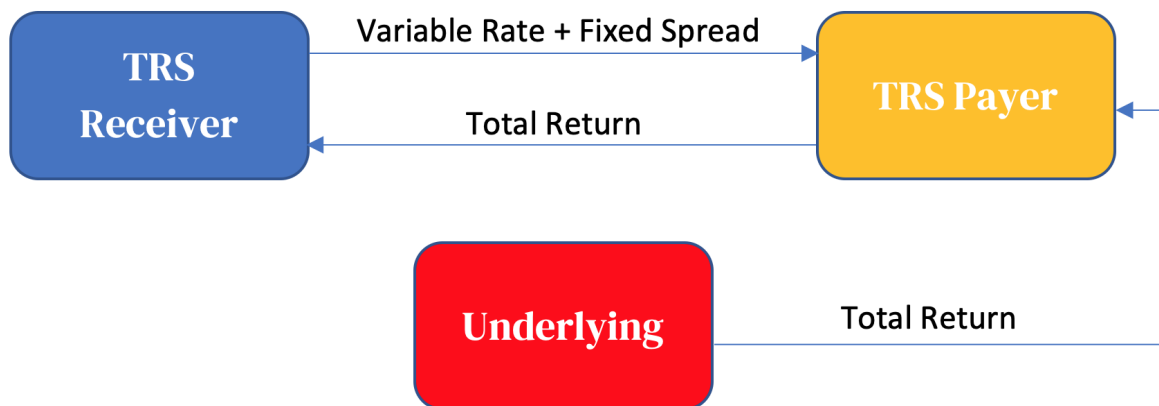 Variable Rate + Fixed Spread
TRS
Receiver
TRS Payer
Total Return
Underlying
Total Return